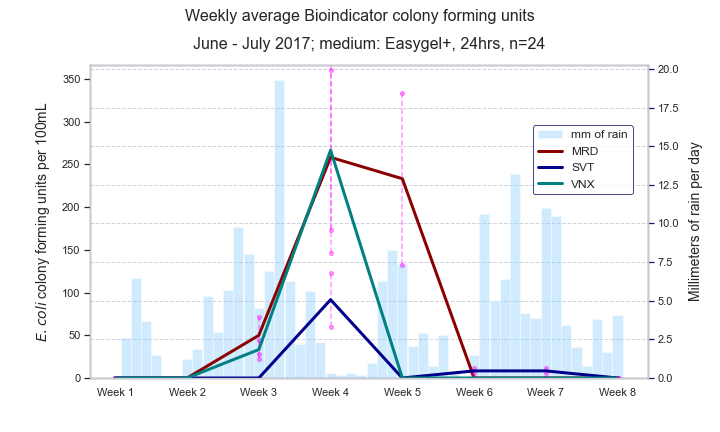 Weekly average Bioindicator colony forming units
June - July 2017; medium: Easygel+, 24hrs, n=24
E. coli colony forming units per 100mL
350
300
250
200
150
100
50
0
20.0
17.5
15.0
12.5
10.0
7.5
5.0
2.5
0.0
Millimeters of rain per day
mm of rain
MRD
SVT
VNX
Week 1 Week 2 Week 3 Week 4 Week 5 Week 6 Week 7 Week 8